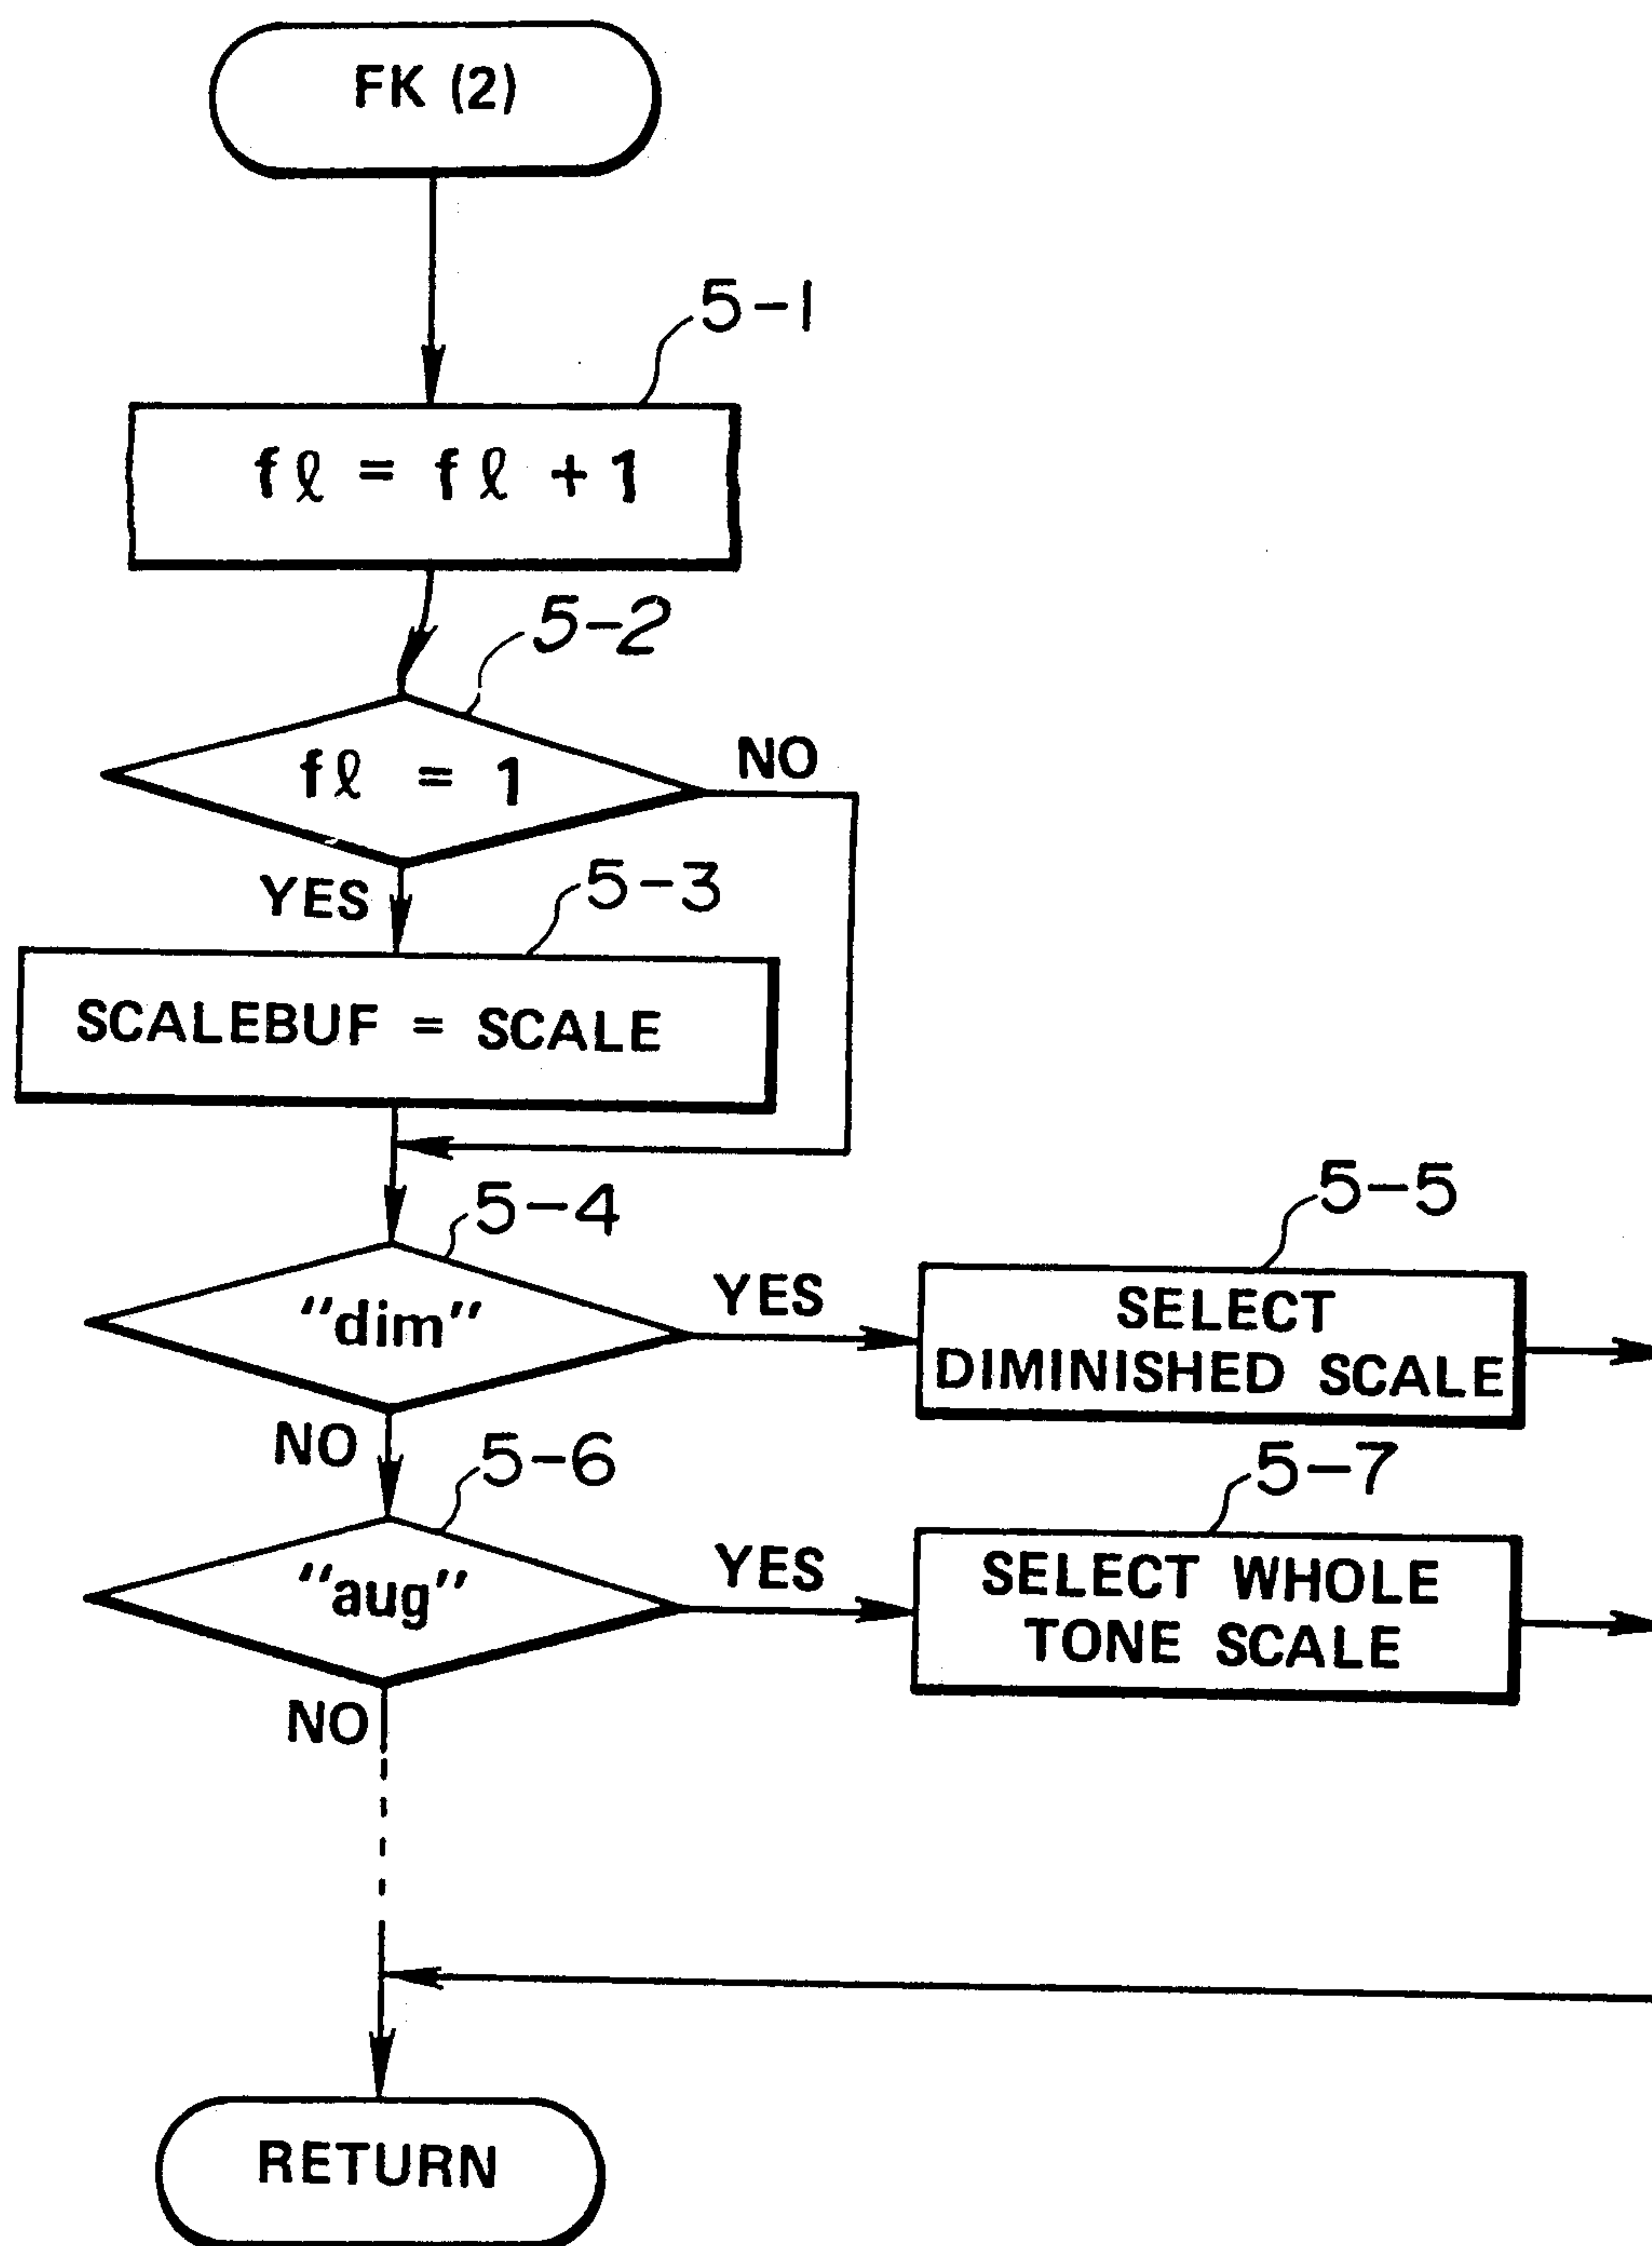 FK (2)
5-1
fℓ = fℓ + 1
5-2
fℓ = 1
NO
YES
5-3
SCALEBUF = SCALE
5-4
"dim"
YES
5-5
SELECT
DIMINISHED SCALE
NO
5-6
"aug"
YES
5-7
SELECT WHOLE
TONE SCALE
NO
RETURN